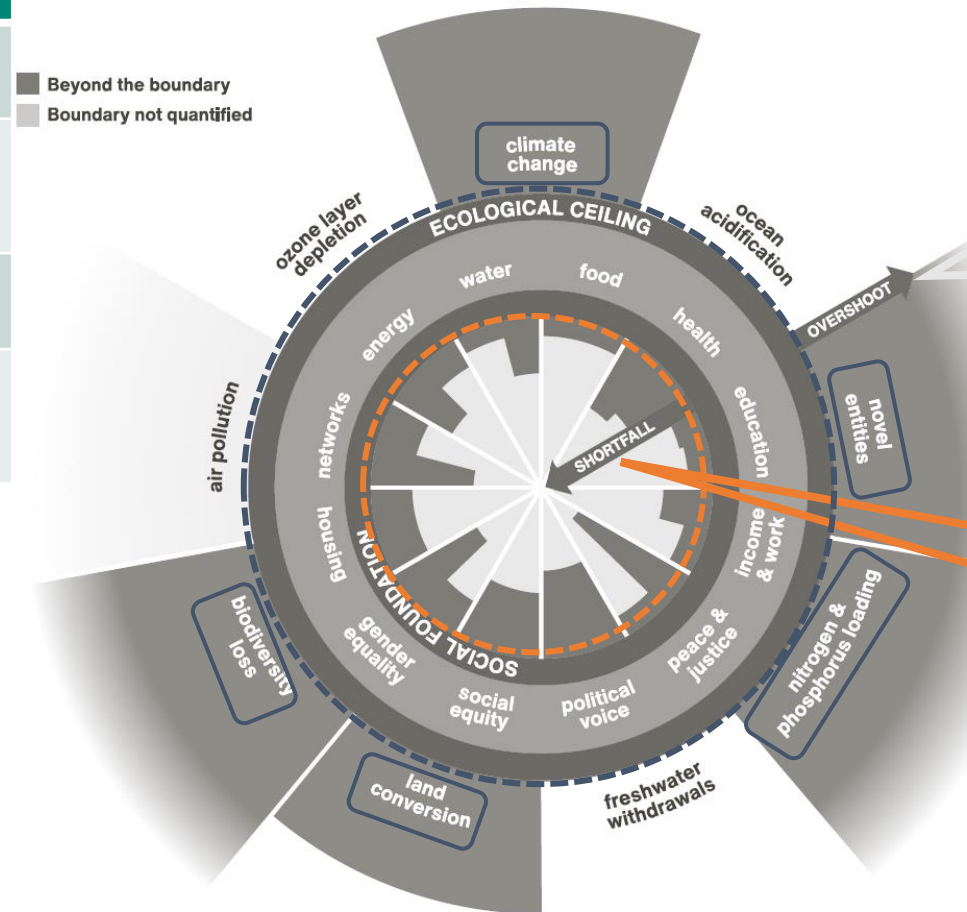 Beyond the boundary
Boundary not quantified
climate
change
ECOLOGICAL CEILING
ozone layer
depletion
ocean
acidification
water
food
energy
health
OVERSHOOT
networks
education
novel
entities
air pollution
SHORTFALL
housing
income
& work
SOCIAL FOUNDATION
nitrogen &
phosphorus loading
biodiversity
loss
gender
equality
peace &
justice
social
equity
political
voice
land
conversion
freshwater
withdrawals